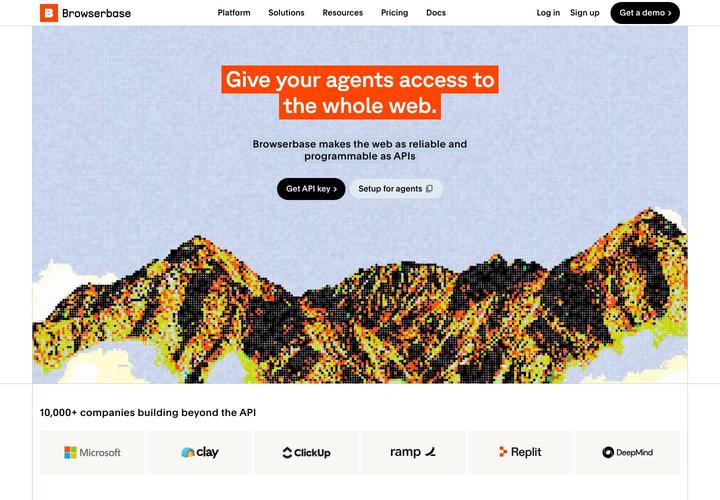 Browserbase
Platform
Solutions
Resources
Pricing
Docs
Log in
Sign up
Get a demo
Give your agents access to
the whole web.
Browserbase makes the web as reliable and
programmable as APIs
Get API key
Setup for agents
10,000+ companies building beyond the API
Microsoft
clay
ClickUp
ramp
Replit
DeepMind